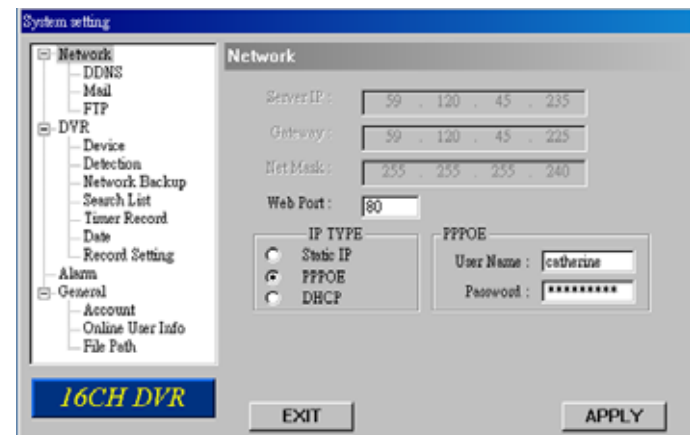 System setting
Network
DDNS
Mail
FTP
DVR
Device
Detection
Network Backup
Search List
Timer Record
Date
Record Setting
Alarm
General
Account
Online User Info
File Path
16CH DVR
Network
Server IP : 59 . 120 . 45 . 235
Gateway : 59 . 120 . 45 . 225
Net Mask : 255 . 255 . 255 . 240
Web Port : 80
IP TYPE
Static IP
PPPOE
DHCP
PPPOE
User Name : catherine
Password : *********
EXIT
APPLY